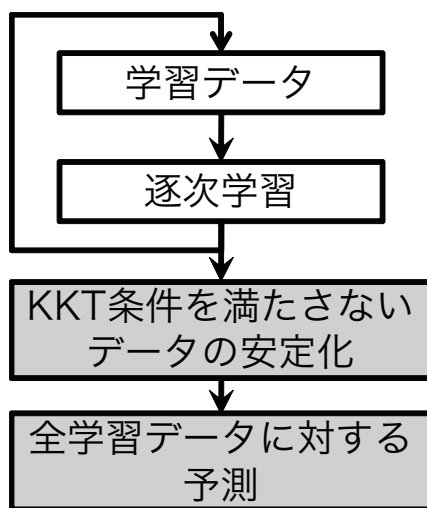 学習データ
逐次学習
KKT条件を満たさない
データの安定化
全学習データに対する
予測